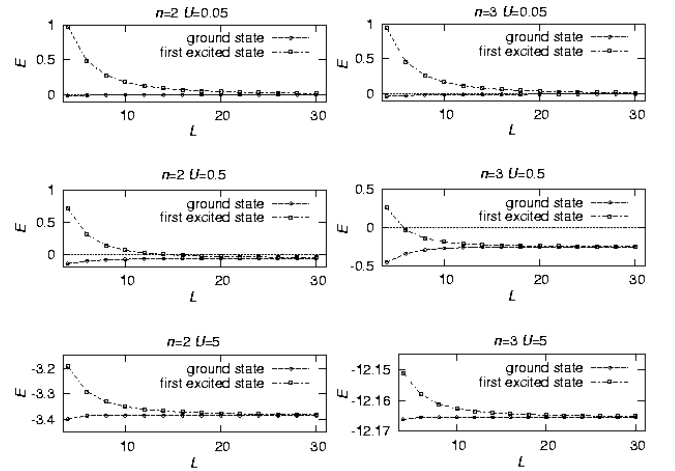 n=2 U=0.05
1
0.5
0
E
ground state
first excited state
10
20
30
L
n=3 U=0.05
1
0.5
0
E
ground state
first excited state
10
20
30
L
n=2 U=0.5
1
0.5
0
E
ground state
first excited state
10
20
30
L
n=3 U=0.5
0.5
0
-0.5
E
ground state
first excited state
10
20
30
L
n=2 U=5
-3.2
-3.3
-3.4
E
ground state
first excited state
10
20
30
L
n=3 U=5
-12.15
-12.16
-12.17
E
ground state
first excited state
10
20
30
L